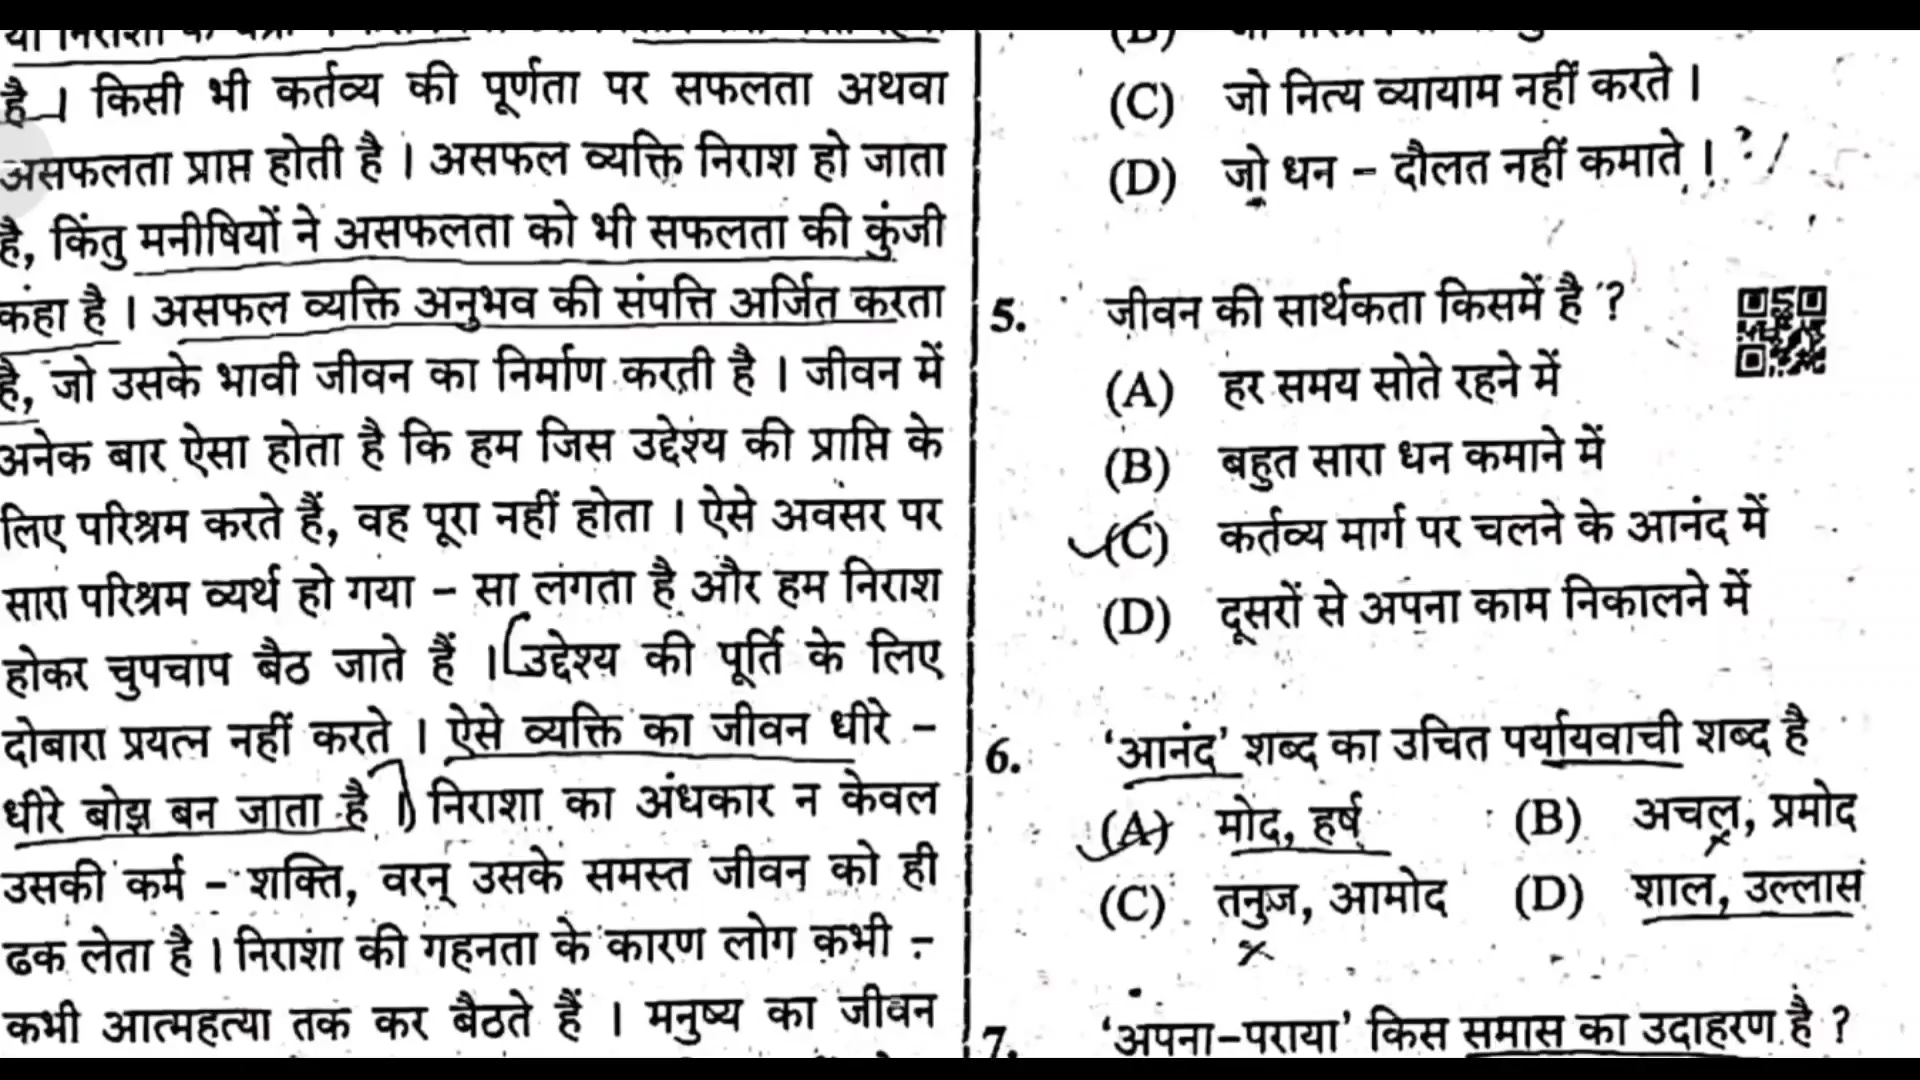 है । किसी भी कर्तव्य की पूर्णता पर सफलता अथवा
असफलता प्राप्त होती है । असफल व्यक्ति निराश हो जाता
है, किंतु मनीषियों ने असफलता को भी सफलता की कुंजी
कहा है । असफल व्यक्ति अनुभव की संपत्ति अर्जित करता
है, जो उसके भावी जीवन का निर्माण करती है । जीवन में
अनेक बार ऐसा होता है कि हम जिस उद्देश्य की प्राप्ति के
लिए परिश्रम करते हैं, वह पूरा नहीं होता । ऐसे अवसर पर
सारा परिश्रम व्यर्थ हो गया – सा लगता है और हम निराश
होकर चुपचाप बैठ जाते हैं । उद्देश्य की पूर्ति के लिए
दोबारा प्रयत्न नहीं करते । ऐसे व्यक्ति का जीवन धीरे –
धीरे बोझ बन जाता है । निराशा का अंधकार न केवल
उसकी कर्म – शक्ति, वरन् उसके समस्त जीवन को ही
ढक लेता है । निराशा की गहनता के कारण लोग कभी –
कभी आत्महत्या तक कर बैठते हैं । मनुष्य का जीवन
(B)
(C) जो नित्य व्यायाम नहीं करते ।
(D) जो धन – दौलत नहीं कमाते ।
5. जीवन की सार्थकता किसमें है ?
(A) हर समय सोते रहने में
(B) बहुत सारा धन कमाने में
(C) कर्तव्य मार्ग पर चलने के आनंद में
(D) दूसरों से अपना काम निकालने में
6. ‘आनंद’ शब्द का उचित पर्यायवाची शब्द है
(A) मोद, हर्ष (B) अचल, प्रमोद
(C) तनुज, आमोद (D) शाल, उल्लास
7. ‘अपना–पराया’ किस समास का उदाहरण है ?